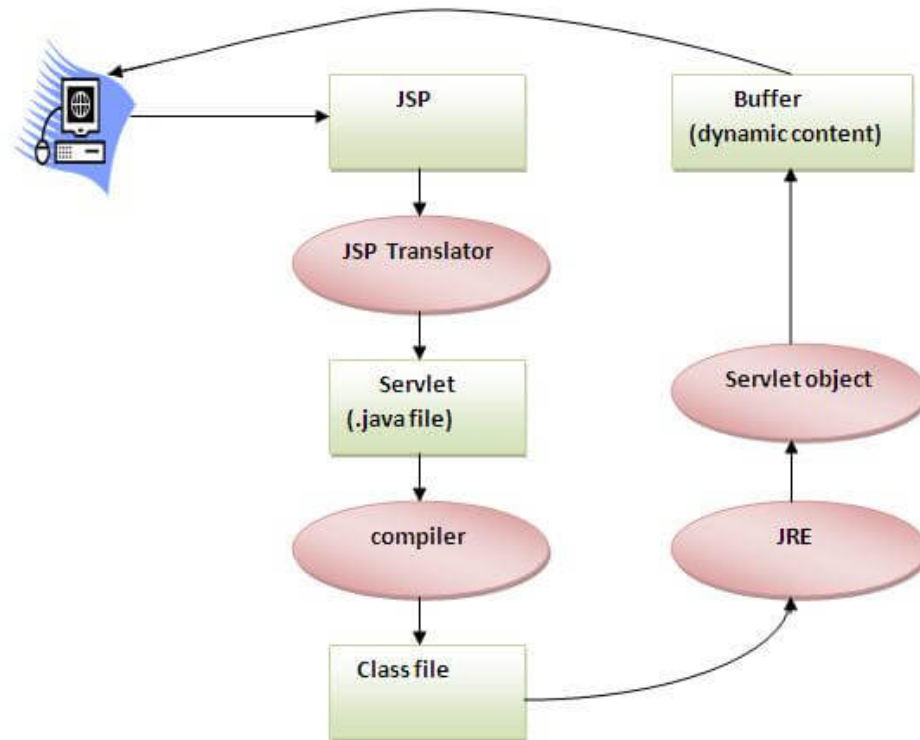 JSP
Buffer
(dynamic content)
JSP Translator
Servlet
(.java file)
Servlet object
compiler
JRE
Class file